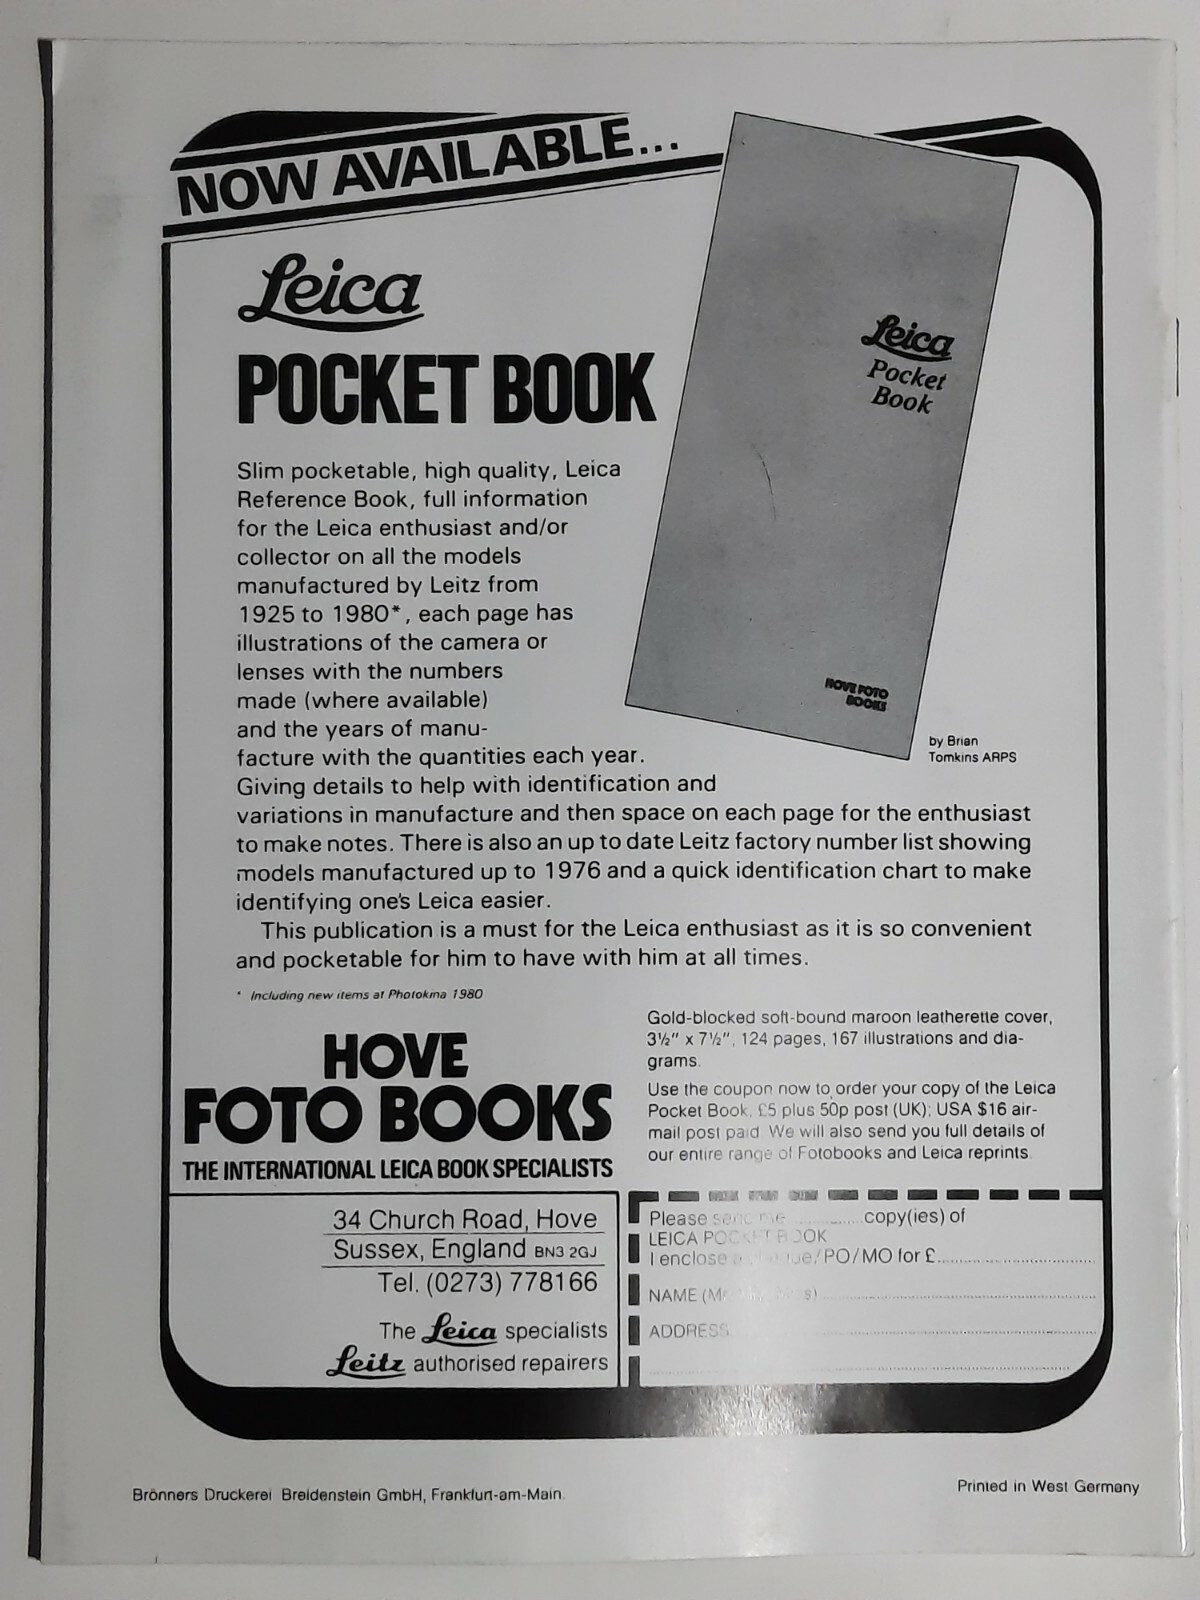 NOW AVAILABLE...
Leica
POCKET BOOK
Leica
Pocket
Book
HOVE FOTO
BOOKS
by Brian
Tomkins ARPS
Slim pocketable, high quality, Leica
Reference Book, full information
for the Leica enthusiast and/or
collector on all the models
manufactured by Leitz from
1925 to 1980*, each page has
illustrations of the camera or
lenses with the numbers
made (where available)
and the years of manu-
facture with the quantities each year.
Giving details to help with identification and
variations in manufacture and then space on each page for the enthusiast
to make notes. There is also an up to date Leitz factory number list showing
models manufactured up to 1976 and a quick identification chart to make
identifying one's Leica easier.
This publication is a must for the Leica enthusiast as it is so convenient
and pocketable for him to have with him at all times.
* Including new items at Photokina 1980
HOVE
FOTO BOOKS
THE INTERNATIONAL LEICA BOOK SPECIALISTS
Gold-blocked soft-bound maroon leatherette cover,
3½" x 7½", 124 pages, 167 illustrations and dia-
grams.
Use the coupon now to order your copy of the Leica
Pocket Book. £5 plus 50p post (UK); USA $16 air-
mail post paid. We will also send you full details of
our entire range of Fotobooks and Leica reprints.
34 Church Road, Hove
Sussex, England BN3 2GJ
Tel. (0273) 778166
The Leica specialists
Leitz authorised repairers
Please send me ............... copy(ies) of
LEICA POCKET BOOK
I enclose /PO/MO for £...............
NAME
ADDRESS
Brönners Druckerei Breidenstein GmbH, Frankfurt-am-Main.
Printed in West Germany